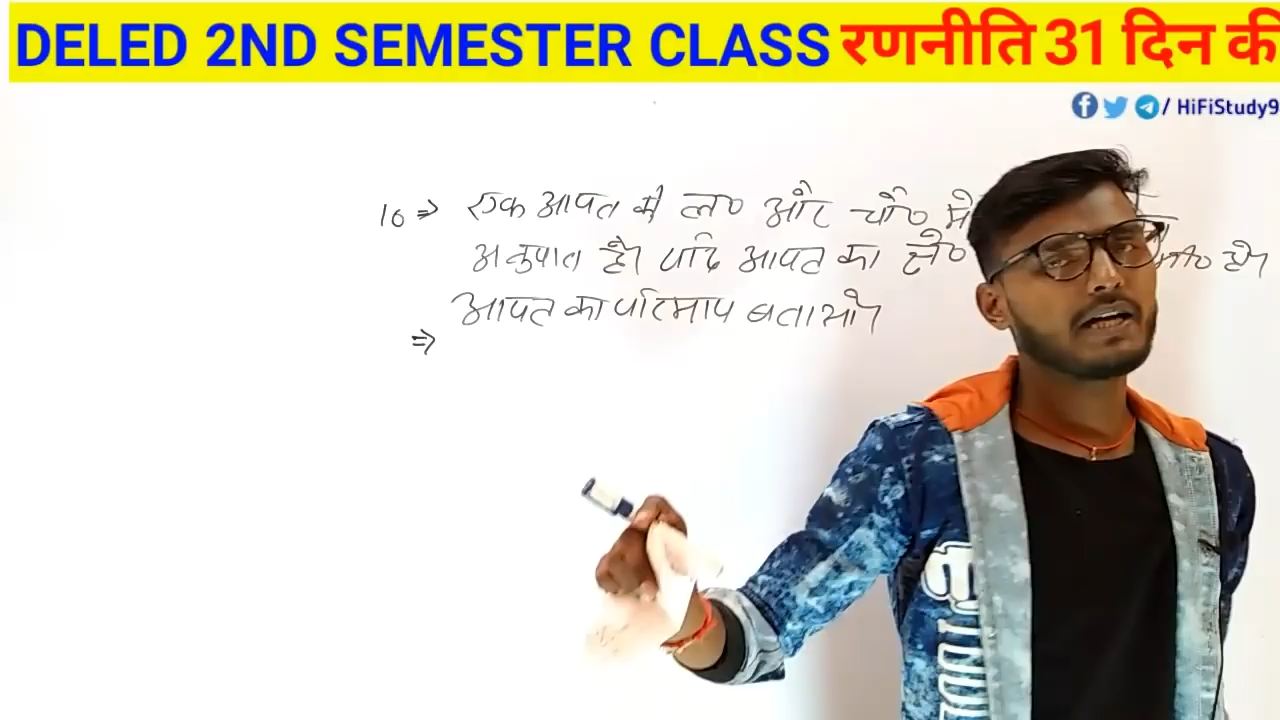 DELED 2ND SEMESTER CLASS रणनीति 31 दिन की
/ HiFiStudy9
10 ⇒ एक आयत में ल० और चौ० में
अनुपात है। यदि आयत का क्षे० मी० है।
आयत का परिमाप बताओ।
⇒